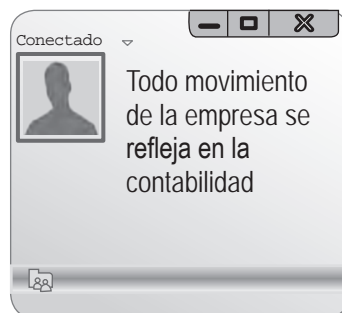 Conectado
Todo movimiento
de la empresa se
refleja en la
contabilidad